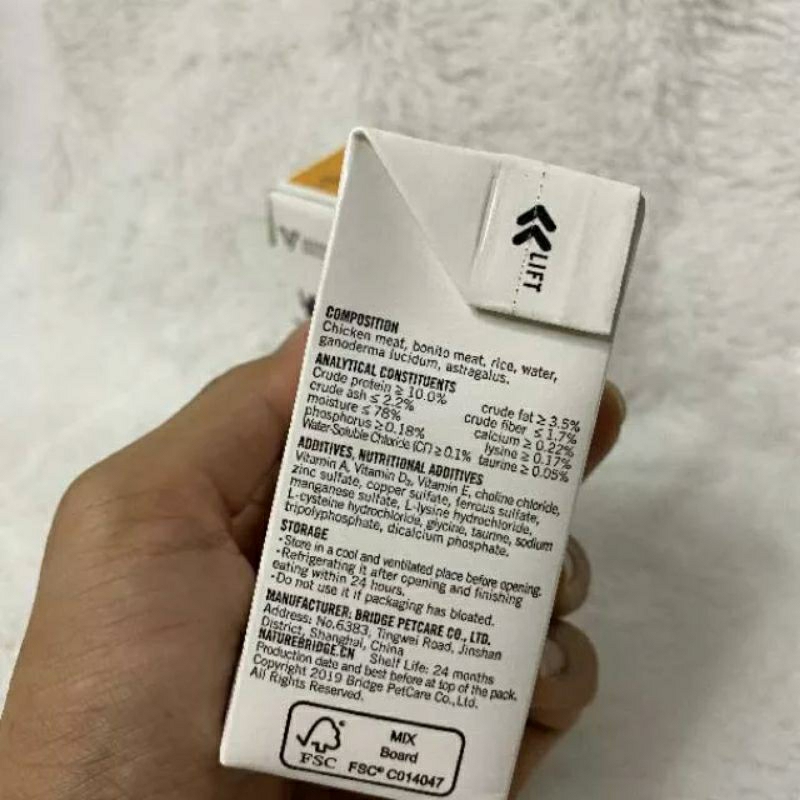 LIFT
COMPOSITION
Chicken meat, bonito meat, rice, water,
ganoderma lucidum, astragalus.
ANALYTICAL CONSTITUENTS
Crude protein ≥ 10.0% crude fat ≥ 3.5%
crude ash ≤ 2.2% crude fiber ≤ 1.7%
moisture ≤ 78% calcium ≥ 0.22%
phosphorus ≥ 0.18% lysine ≥ 0.17%
Water-Soluble Chloride (Cl⁻) ≥ 0.1% taurine ≥ 0.05%
ADDITIVES, NUTRITIONAL ADDITIVES
Vitamin A, Vitamin D₃, Vitamin E, choline chloride,
zinc sulfate, copper sulfate, ferrous sulfate,
manganese sulfate, L-lysine hydrochloride,
L-cysteine hydrochloride, glycine, taurine, sodium
tripolyphosphate, dicalcium phosphate.
STORAGE
·Store in a cool and ventilated place before opening.
·Refrigerating it after opening and finishing
eating within 24 hours.
·Do not use it if packaging has bloated.
MANUFACTURER: BRIDGE PETCARE CO., LTD.
Address: No.6383, Tingwei Road, Jinshan
District, Shanghai, China
NATUREBRIDGE.CN Shelf Life: 24 months
Production date and best before at top of the pack.
Copyright 2019 Bridge PetCare Co.,Ltd.
All Rights Reserved.
FSC
MIX
Board
FSC® C014047